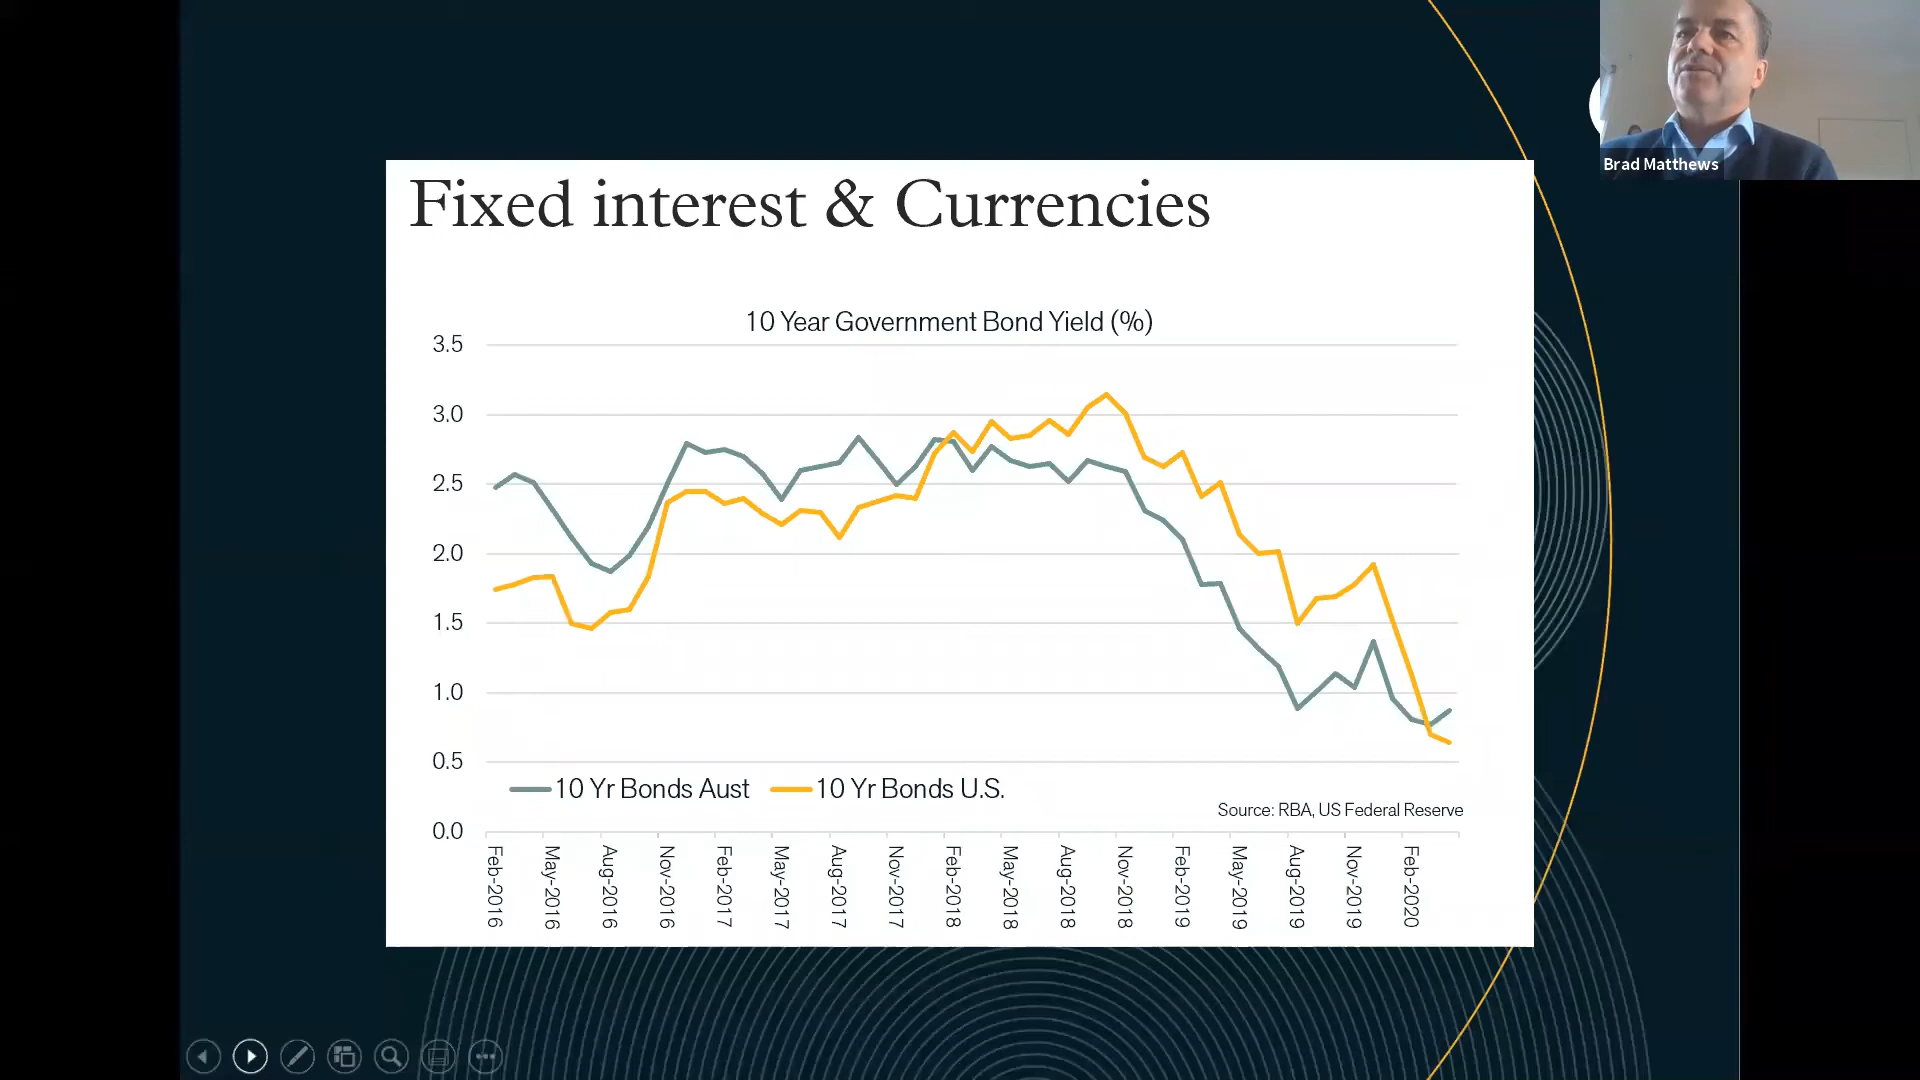 Brad Matthews
Fixed interest & Currencies
10 Year Government Bond Yield (%)
3.5
3.0
2.5
2.0
1.5
1.0
0.5
0.0
10 Yr Bonds Aust
10 Yr Bonds U.S.
Source: RBA, US Federal Reserve
Feb-2016
May-2016
Aug-2016
Nov-2016
Feb-2017
May-2017
Aug-2017
Nov-2017
Feb-2018
May-2018
Aug-2018
Nov-2018
Feb-2019
May-2019
Aug-2019
Nov-2019
Feb-2020